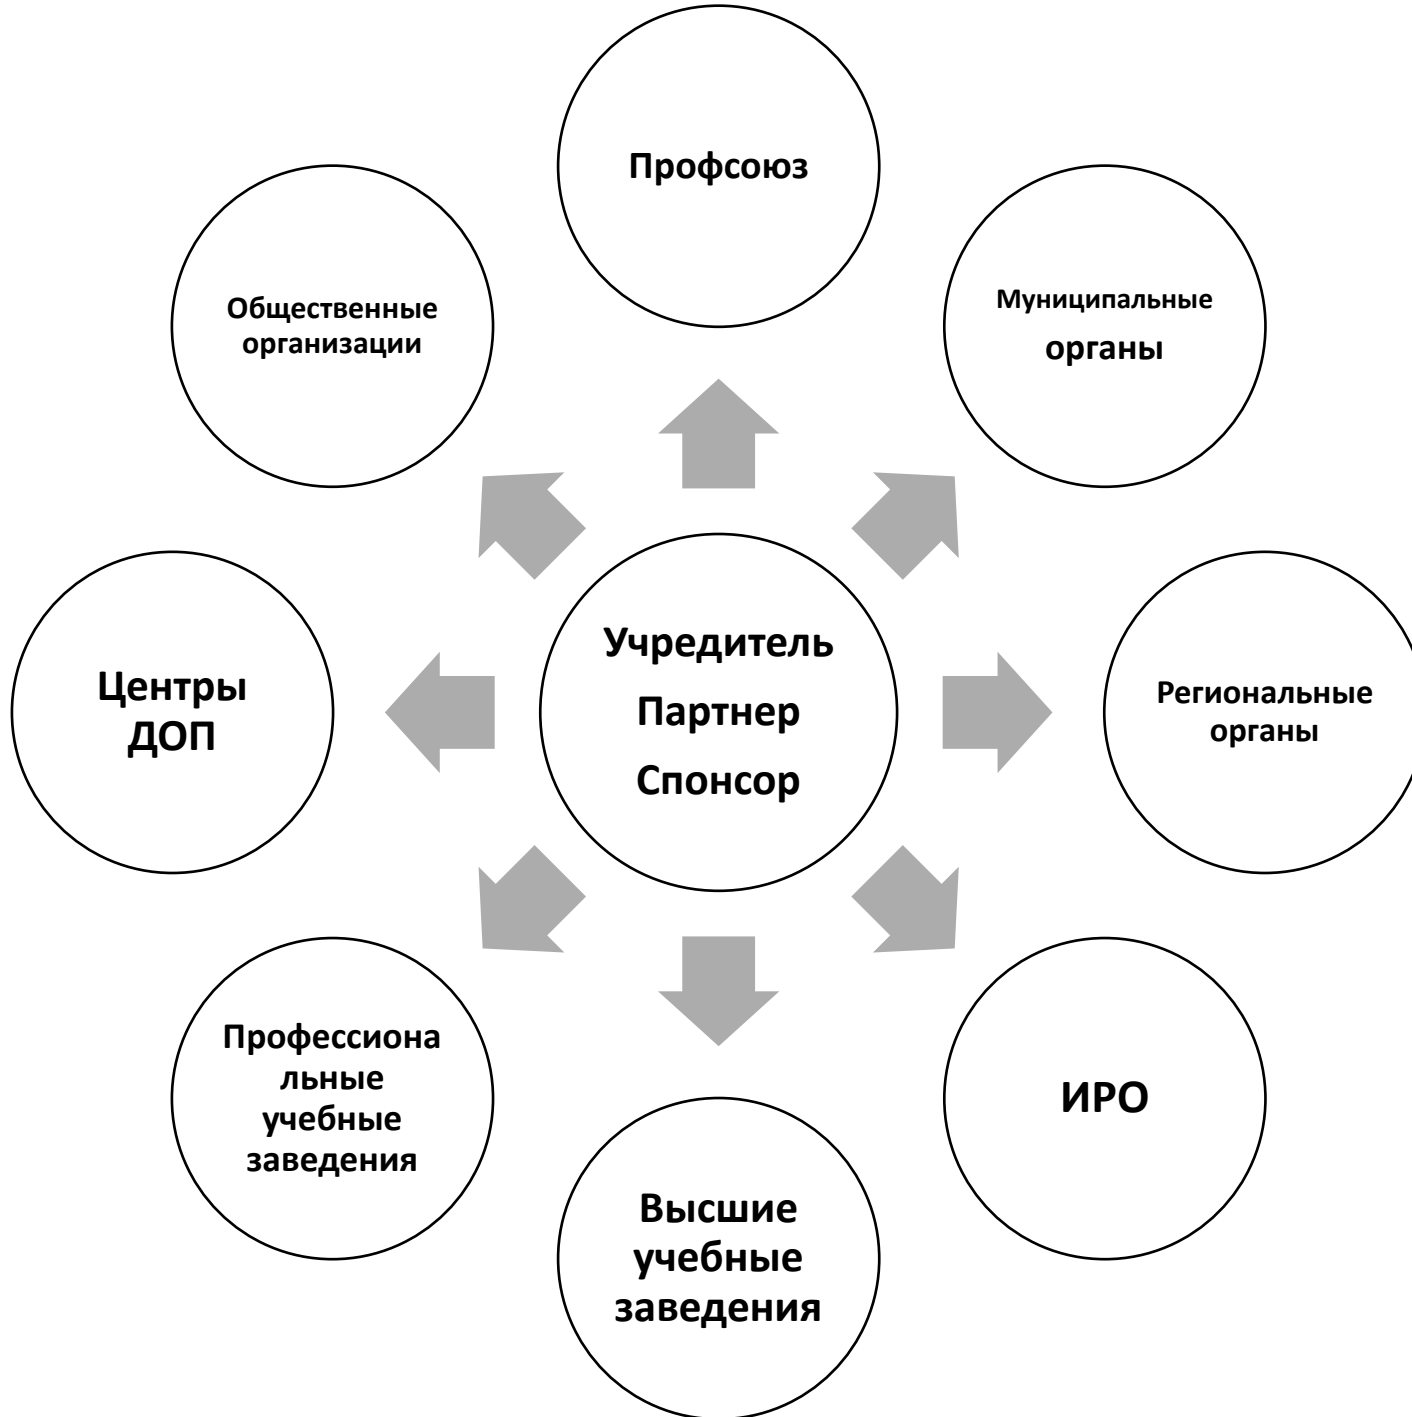 Профсоюз
Общественные
организации
Муниципальные
органы
Учредитель
Партнер
Спонсор
Центры
ДОП
Региональные
органы
Профессиона
льные
учебные
заведения
ИРО
Высшие
учебные
заведения